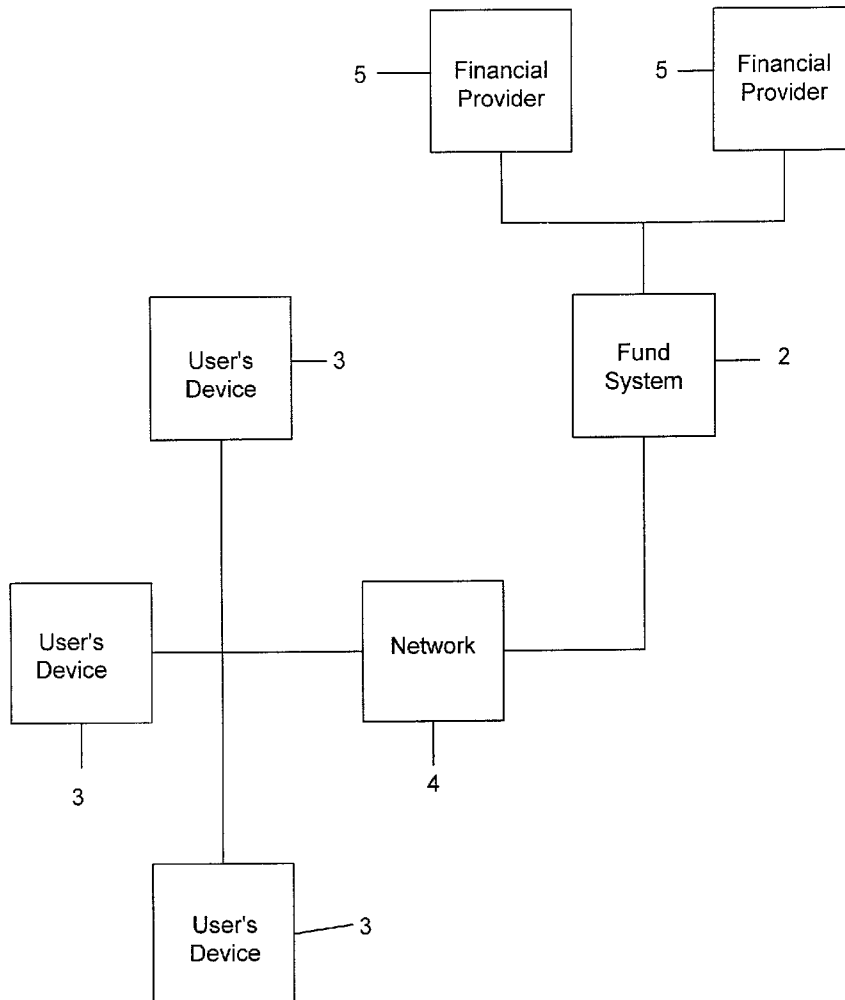 5
Financial
Provider
5
Financial
Provider
User's
Device
3
Fund
System
2
User's
Device
3
Network
4
User's
Device
3